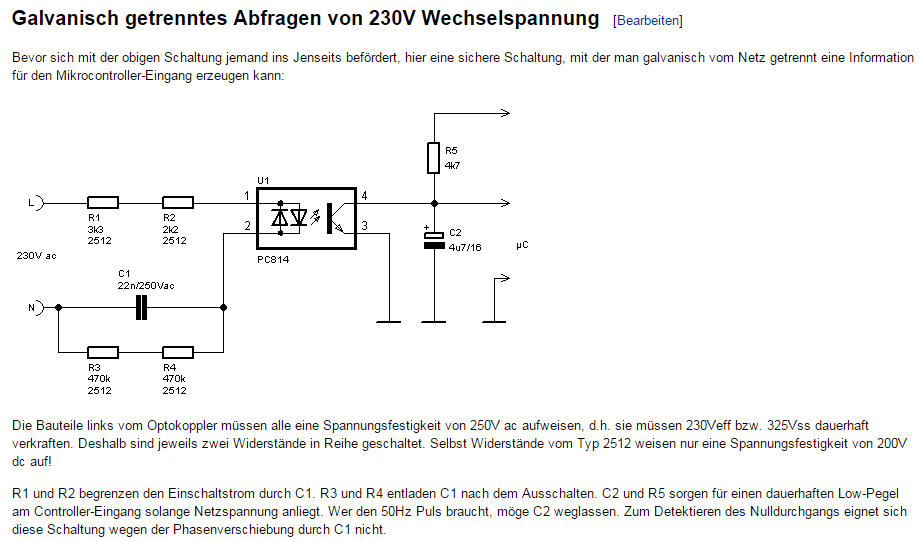 Galvanisch getrenntes Abfragen von 230V Wechselspannung [Bearbeiten]
Bevor sich mit der obigen Schaltung jemand ins Jenseits befördert, hier eine sichere Schaltung, mit der man galvanisch vom Netz getrennt eine Information
für den Mikrocontroller-Eingang erzeugen kann:
R5
4k7
U1
L
R1
3k3
2512
R2
2k2
2512
1
2
4
3
PC814
+
C2
4u7/16
µC
230V ac
C1
22n/250Vac
N
R3
470k
2512
R4
470k
2512
Die Bauteile links vom Optokoppler müssen alle eine Spannungsfestigkeit von 250V ac aufweisen, d.h. sie müssen 230Veff bzw. 325Vss dauerhaft
verkraften. Deshalb sind jeweils zwei Widerstände in Reihe geschaltet. Selbst Widerstände vom Typ 2512 weisen nur eine Spannungsfestigkeit von 200V
dc auf!
R1 und R2 begrenzen den Einschaltstrom durch C1. R3 und R4 entladen C1 nach dem Ausschalten. C2 und R5 sorgen für einen dauerhaften Low-Pegel
am Controller-Eingang solange Netzspannung anliegt. Wer den 50Hz Puls braucht, möge C2 weglassen. Zum Detektieren des Nulldurchgangs eignet sich
diese Schaltung wegen der Phasenverschiebung durch C1 nicht.